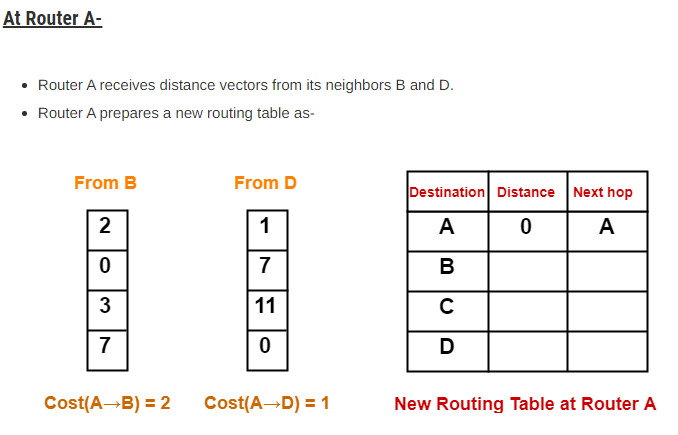 At Router A-
• Router A receives distance vectors from its neighbors B and D.
• Router A prepares a new routing table as-
From B
2
0
3
7
Cost(A→B) = 2
From D
1
7
11
0
Cost(A→D) = 1
Destination Distance Next hop
A 0 A
B
C
D
New Routing Table at Router A